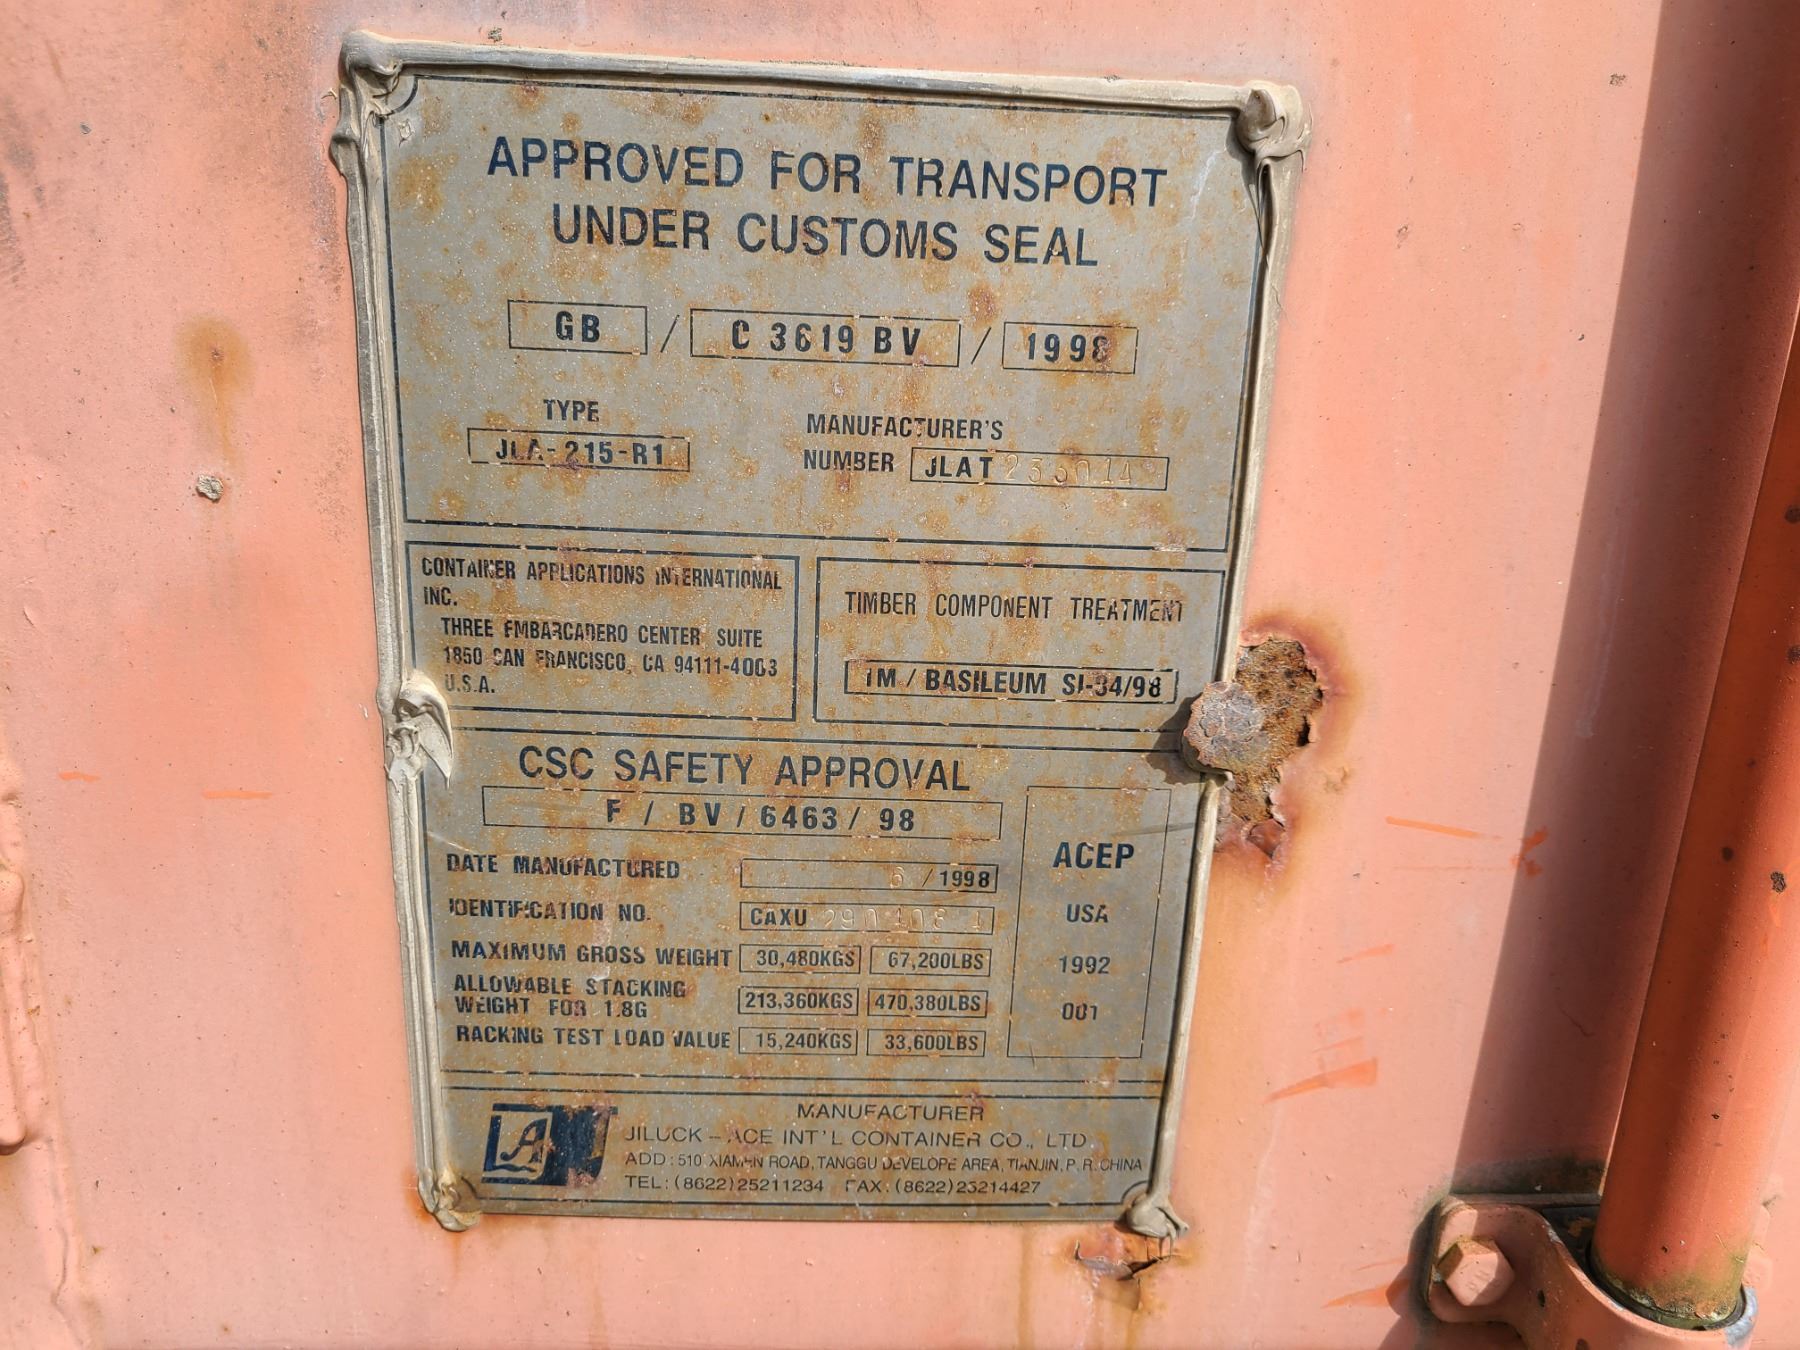 APPROVED FOR TRANSPORT
UNDER CUSTOMS SEAL
GB / C 3619 BV / 1998
TYPE
JLA-215-R1
MANUFACTURER'S
NUMBER JLAT
CONTAINER APPLICATIONS INTERNATIONAL
INC.
THREE EMBARCADERO CENTER SUITE
1850 SAN FRANCISCO, CA 94111-4003
U.S.A.
TIMBER COMPONENT TREATMENT
IM / BASILEUM SI-84/98
CSC SAFETY APPROVAL
F / BV / 6463 / 98
DATE MANUFACTURED 6 / 1998
IDENTIFICATION NO. CAXU
MAXIMUM GROSS WEIGHT 30,480KGS 67,200LBS
ALLOWABLE STACKING
WEIGHT FOR 1.8G 213,360KGS 470,380LBS
RACKING TEST LOAD VALUE 15,240KGS 33,600LBS
ACEP
USA
1992
001
MANUFACTURER
JILUCK – ACE INT'L CONTAINER CO., LTD.
ADD: 510 XIAMEN ROAD, TANGGU DEVELOPE AREA, TIANJIN, P. R. CHINA
TEL: (8622)25211234 FAX: (8622)25214427